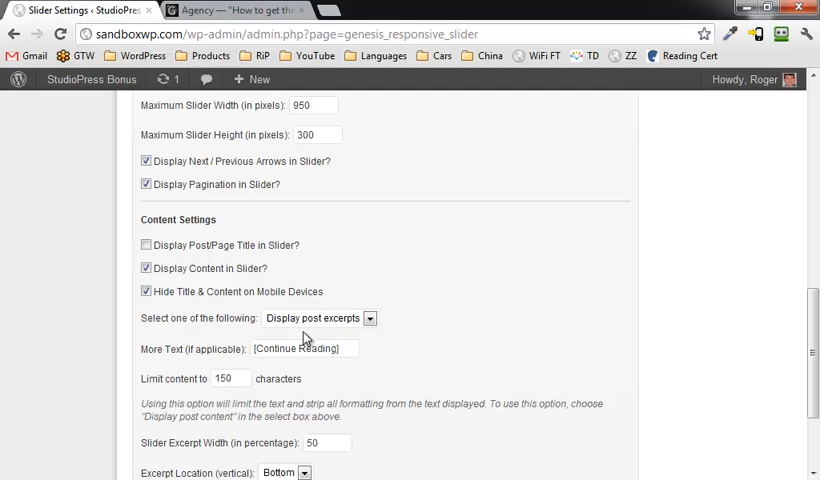 Slider Settings ‹ StudioPres
Agency — "How to get the
sandboxwp.com/wp-admin/admin.php?page=genesis_responsive_slider
Gmail GTW WordPress Products RiP YouTube Languages Cars China WiFi FT TD ZZ Reading Cert
StudioPress Bonus 1 New Howdy, Roger
Maximum Slider Width (in pixels): 950
Maximum Slider Height (in pixels): 300
Display Next / Previous Arrows in Slider?
Display Pagination in Slider?
Content Settings
Display Post/Page Title in Slider?
Display Content in Slider?
Hide Title & Content on Mobile Devices
Select one of the following: Display post excerpts
More Text (if applicable): [Continue Reading]
Limit content to 150 characters
Using this option will limit the text and strip all formatting from the text displayed. To use this option, choose
"Display post content" in the select box above.
Slider Excerpt Width (in percentage): 50
Excerpt Location (vertical): Bottom